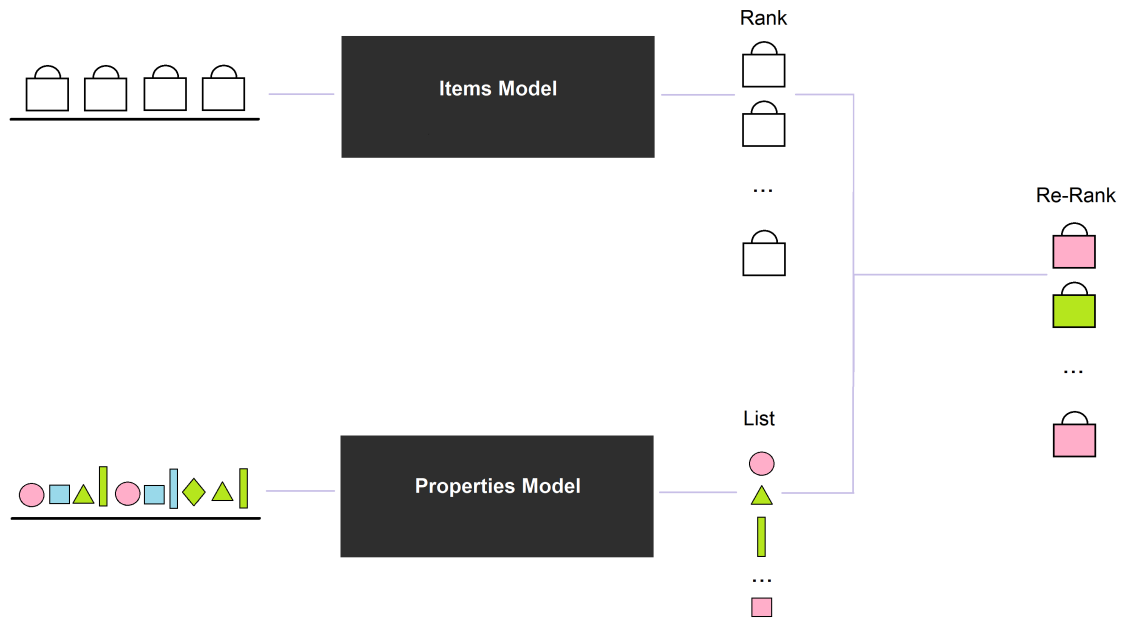 Rank
Items Model
...
Re-Rank
...
List
Properties Model
...